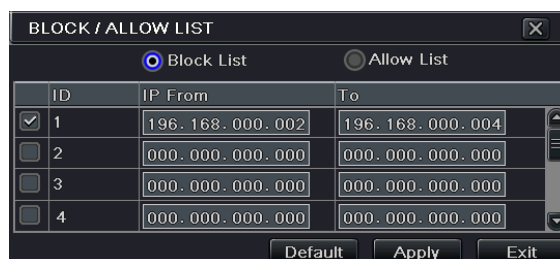 BLOCK / ALLOW LIST
Block List Allow List
ID IP From To
1 196. 168. 000. 002 196. 168. 000. 004
2 000. 000. 000. 000 000. 000. 000. 000
3 000. 000. 000. 000 000. 000. 000. 000
4 000. 000. 000. 000 000. 000. 000. 000
Default Apply Exit